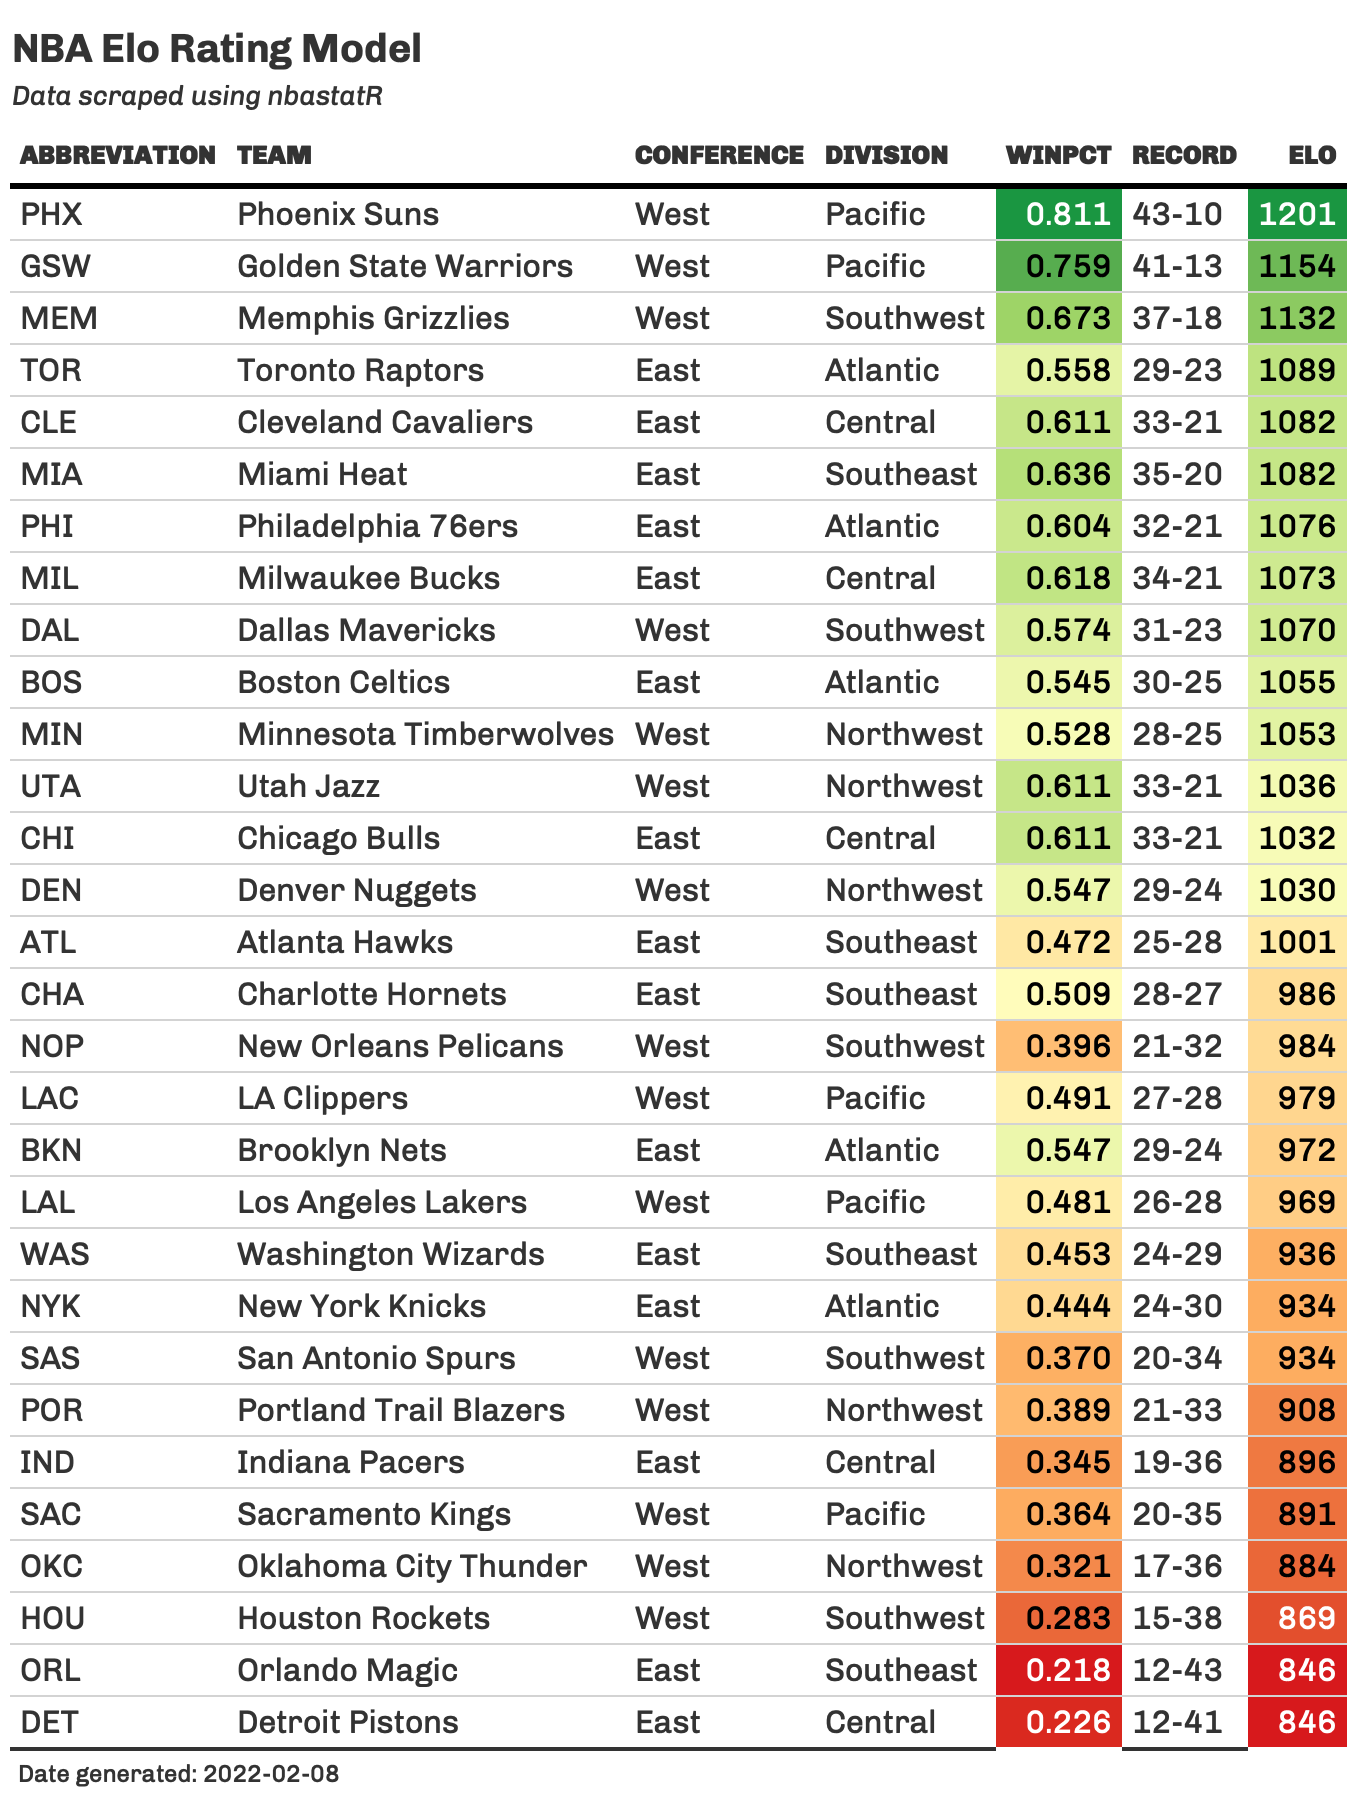 NBA Elo Rating Model
Data scraped using nbastatR
ABBREVIATION TEAM CONFERENCE DIVISION WINPCT RECORD ELO
PHX Phoenix Suns West Pacific 0.811 43-10 1201
GSW Golden State Warriors West Pacific 0.759 41-13 1154
MEM Memphis Grizzlies West Southwest 0.673 37-18 1132
TOR Toronto Raptors East Atlantic 0.558 29-23 1089
CLE Cleveland Cavaliers East Central 0.611 33-21 1082
MIA Miami Heat East Southeast 0.636 35-20 1082
PHI Philadelphia 76ers East Atlantic 0.604 32-21 1076
MIL Milwaukee Bucks East Central 0.618 34-21 1073
DAL Dallas Mavericks West Southwest 0.574 31-23 1070
BOS Boston Celtics East Atlantic 0.545 30-25 1055
MIN Minnesota Timberwolves West Northwest 0.528 28-25 1053
UTA Utah Jazz West Northwest 0.611 33-21 1036
CHI Chicago Bulls East Central 0.611 33-21 1032
DEN Denver Nuggets West Northwest 0.547 29-24 1030
ATL Atlanta Hawks East Southeast 0.472 25-28 1001
CHA Charlotte Hornets East Southeast 0.509 28-27 986
NOP New Orleans Pelicans West Southwest 0.396 21-32 984
LAC LA Clippers West Pacific 0.491 27-28 979
BKN Brooklyn Nets East Atlantic 0.547 29-24 972
LAL Los Angeles Lakers West Pacific 0.481 26-28 969
WAS Washington Wizards East Southeast 0.453 24-29 936
NYK New York Knicks East Atlantic 0.444 24-30 934
SAS San Antonio Spurs West Southwest 0.370 20-34 934
POR Portland Trail Blazers West Northwest 0.389 21-33 908
IND Indiana Pacers East Central 0.345 19-36 896
SAC Sacramento Kings West Pacific 0.364 20-35 891
OKC Oklahoma City Thunder West Northwest 0.321 17-36 884
HOU Houston Rockets West Southwest 0.283 15-38 869
ORL Orlando Magic East Southeast 0.218 12-43 846
DET Detroit Pistons East Central 0.226 12-41 846
Date generated: 2022-02-08